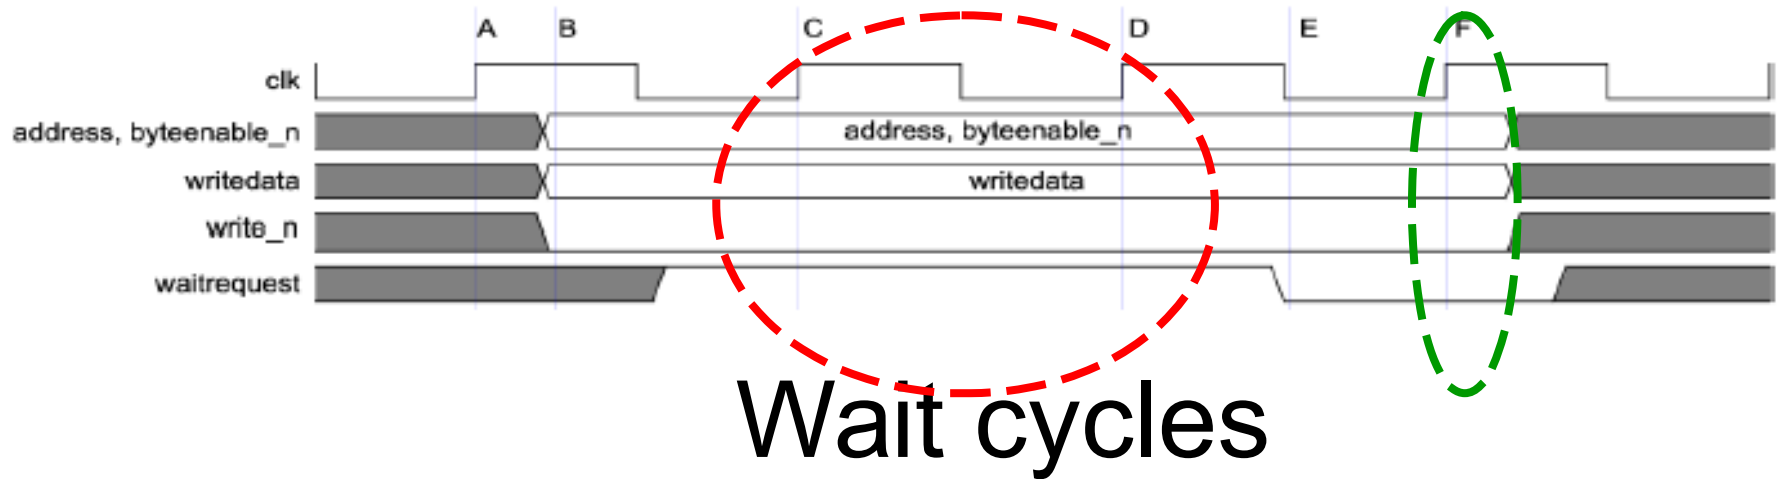 A B C D E F
clk
address, byteenable_n address, byteenable_n
writedata writedata
write_n
waitrequest
Wait cycles